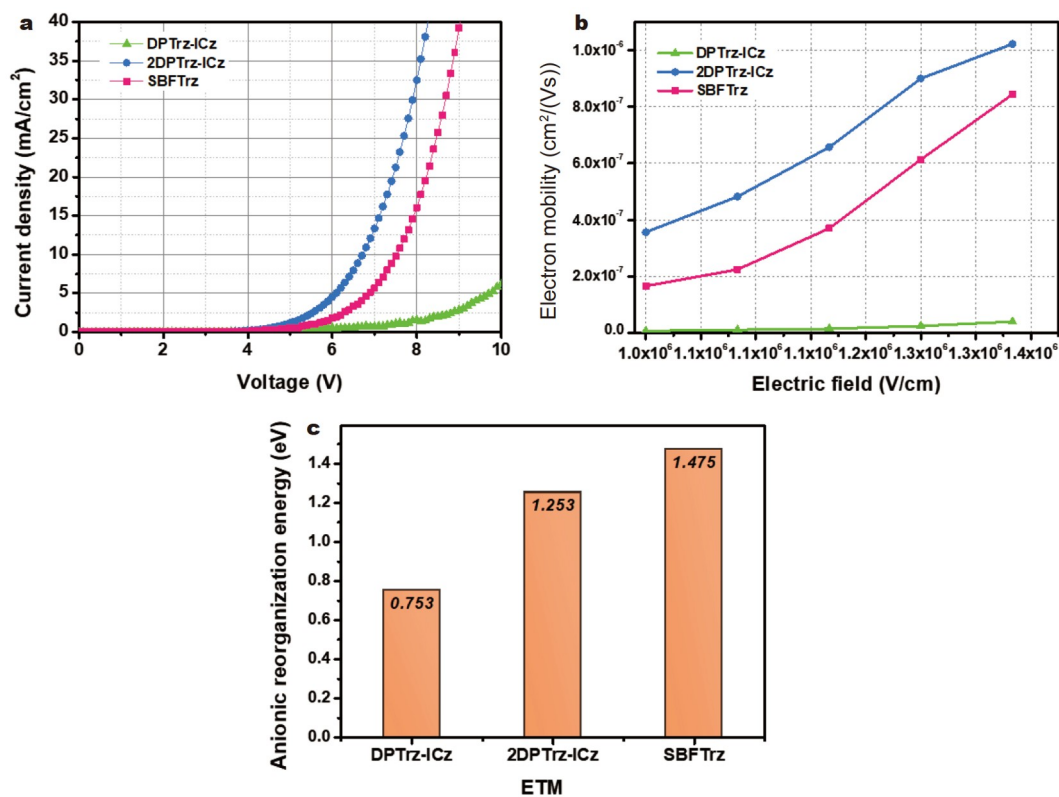 a
DPTrz-ICz
2DPTrz-ICz
SBFTrz
Current density (mA/cm²)
40
35
30
25
20
15
10
5
0
0 2 4 6 8 10
Voltage (V)
b
DPTrz-ICz
2DPTrz-ICz
SBFTrz
Electron mobility (cm²/(Vs))
1.0x10⁻⁶
8.0x10⁻⁷
6.0x10⁻⁷
4.0x10⁻⁷
2.0x10⁻⁷
0.0
1.0x10⁶ 1.1x10⁶ 1.1x10⁶ 1.1x10⁶ 1.2x10⁶ 1.3x10⁶ 1.3x10⁶ 1.4x10⁶
Electric field (V/cm)
c
Anionic reorganization energy (eV)
1.4
1.2
1.0
0.8
0.6
0.4
0.2
0.0
0.753
1.253
1.475
DPTrz-ICz 2DPTrz-ICz SBFTrz
ETM